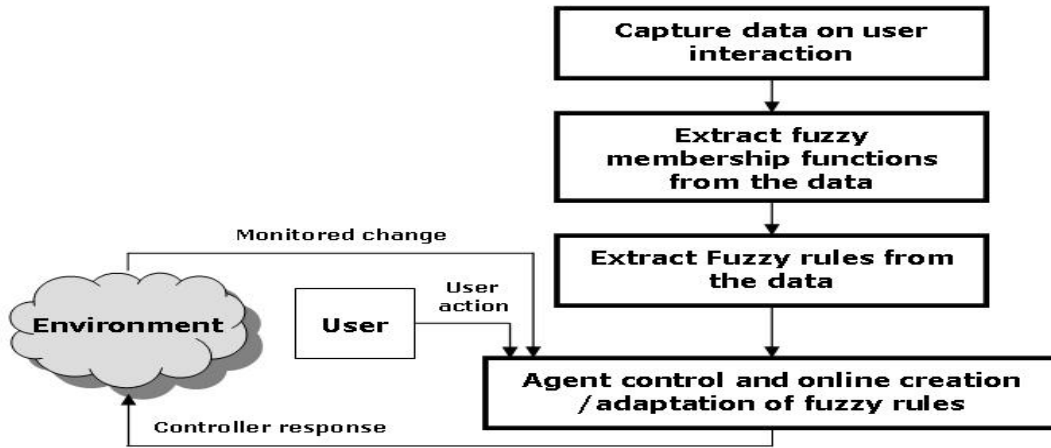 Capture data on user
interaction
Extract fuzzy
membership functions
from the data
Extract Fuzzy rules from
the data
Monitored change
User
action
Environment
User
Agent control and online creation
/adaptation of fuzzy rules
Controller response